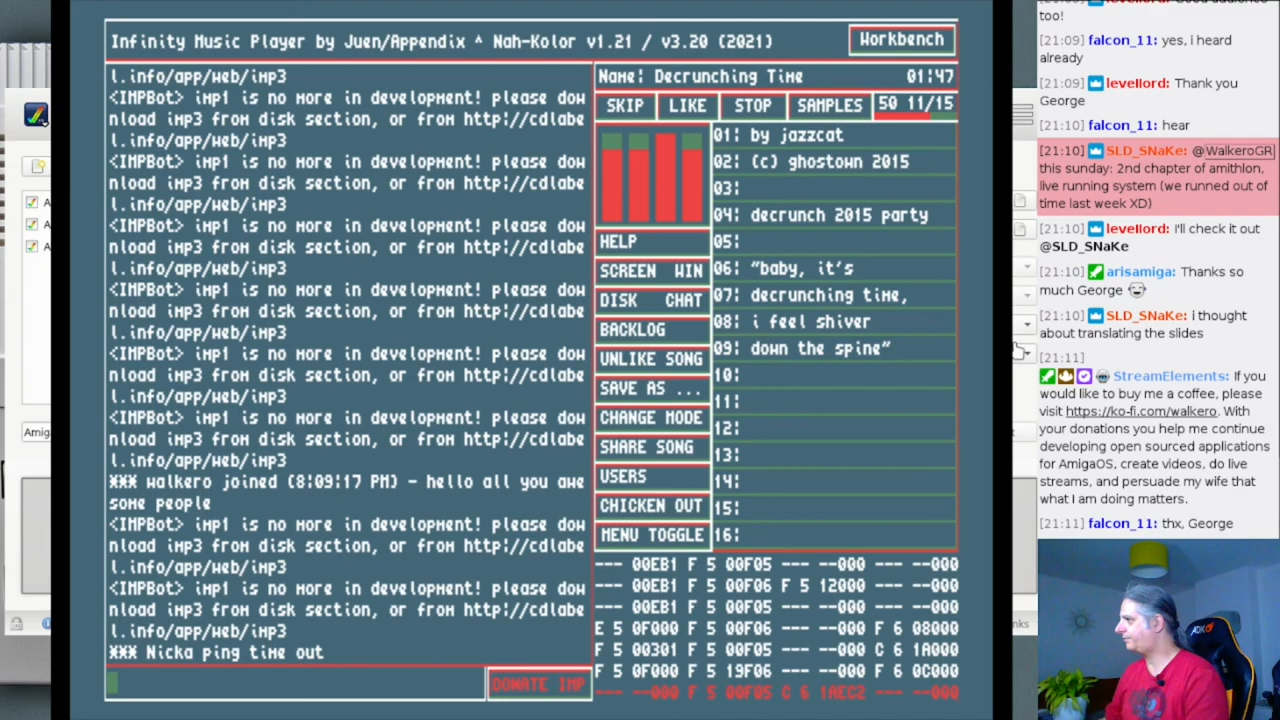 Infinity Music Player by Juen/Appendix ^ Nah-Kolor v1.21 / v3.20 (2021)
Workbench
l.info/app/web/imp3
<IMPBot> imp1 is no more in development! please dow
nload imp3 from disk section, or from http://cdlabe
l.info/app/web/imp3
<IMPBot> imp1 is no more in development! please dow
nload imp3 from disk section, or from http://cdlabe
l.info/app/web/imp3
<IMPBot> imp1 is no more in development! please dow
nload imp3 from disk section, or from http://cdlabe
l.info/app/web/imp3
<IMPBot> imp1 is no more in development! please dow
nload imp3 from disk section, or from http://cdlabe
l.info/app/web/imp3
<IMPBot> imp1 is no more in development! please dow
nload imp3 from disk section, or from http://cdlabe
l.info/app/web/imp3
<IMPBot> imp1 is no more in development! please dow
nload imp3 from disk section, or from http://cdlabe
l.info/app/web/imp3
*** walkero joined (8:09:17 PM) - hello all you awe
some people
<IMPBot> imp1 is no more in development! please dow
nload imp3 from disk section, or from http://cdlabe
l.info/app/web/imp3
<IMPBot> imp1 is no more in development! please dow
nload imp3 from disk section, or from http://cdlabe
l.info/app/web/imp3
*** Nicka ping time out
DONATE IMP
Name: Decrunching Time 01:47
SKIP LIKE STOP SAMPLES 50 11/15
HELP
SCREEN WIN
DISK CHAT
BACKLOG
UNLIKE SONG
SAVE AS ...
CHANGE MODE
SHARE SONG
USERS
CHICKEN OUT
MENU TOGGLE
01: by jazzcat
02: (c) ghostown 2015
03:
04: decrunch 2015 party
05:
06: "baby, it's
07: decrunching time,
08: i feel shiver
09: down the spine"
10:
11:
12:
13:
14:
15:
16:
--- 00EB1 F 5 00F05 --- --000 --- --000
--- 00EB1 F 5 00F06 F 5 12000 --- --000
--- 00EB1 F 5 00F05 --- --000 --- --000
E 5 0F000 F 5 00F06 --- --000 F 6 08000
F 5 00301 F 5 00F05 --- --000 C 6 1A000
F 5 0F000 F 5 19F06 --- --000 F 6 0C000
--- --000 F 5 00F05 C 6 1AEC2 --- --000
too!
[21:09] falcon_11: yes, i heard
already
[21:09] levellord: Thank you
George
[21:10] falcon_11: hear
[21:10] SLD_SNaKe: @WalkeroGR
this sunday: 2nd chapter of amithlon,
live running system (we runned out of
time last week XD)
[21:10] levellord: I'll check it out
@SLD_SNaKe
[21:10] arisamiga: Thanks so
much George
[21:10] SLD_SNaKe: i thought
about translating the slides
[21:11]
StreamElements: If you
would like to buy me a coffee, please
visit https://ko-fi.com/walkero. With
your donations you help me continue
developing open sourced applications
for AmigaOS, create videos, do live
streams, and persuade my wife that
what I am doing matters.
[21:11] falcon_11: thx, George